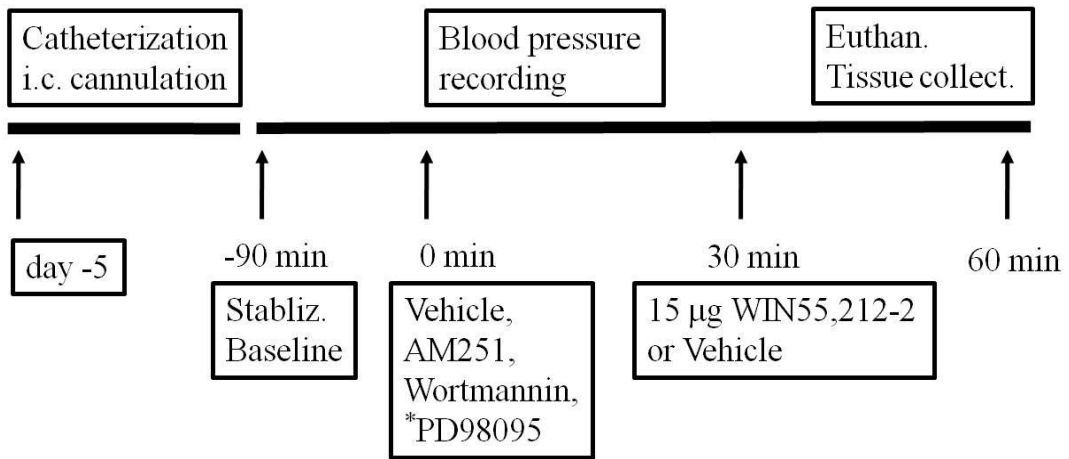 Catheterization
i.c. cannulation
Blood pressure
recording
Euthan.
Tissue collect.
day -5
-90 min
0 min
30 min
60 min
Stabliz.
Baseline
Vehicle,
AM251,
Wortmannin,
*PD98095
15 μg WIN55,212-2
or Vehicle